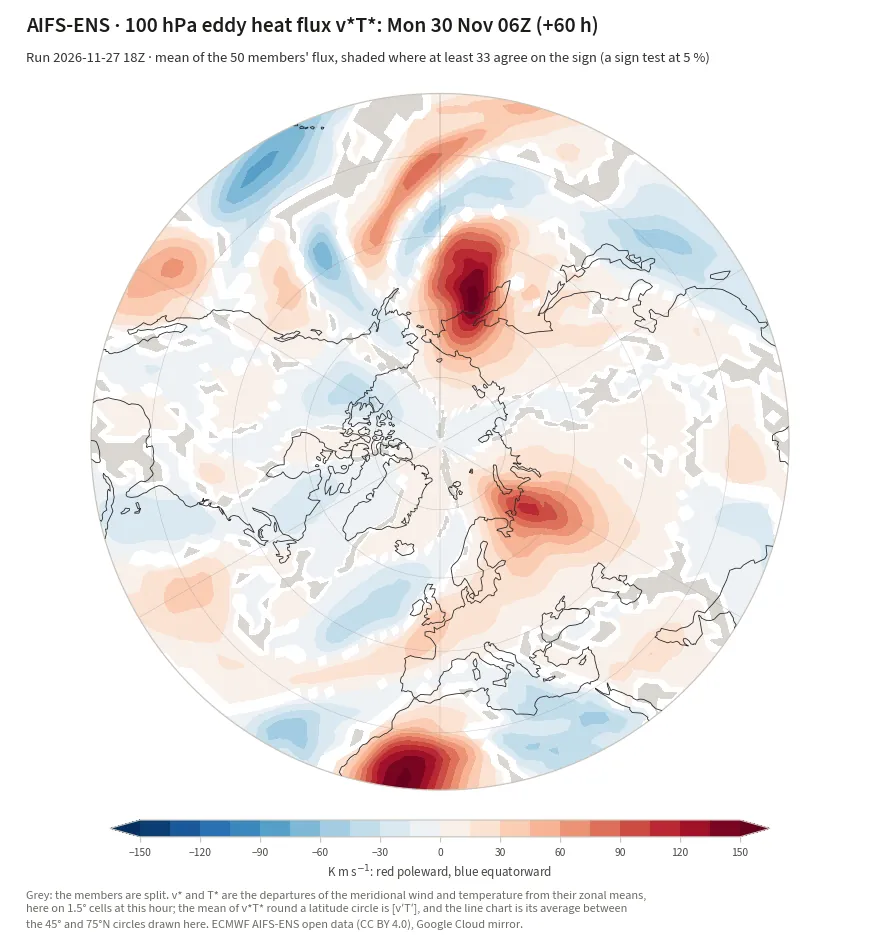 AIFS-ENS · 100 hPa eddy heat flux v*T*: Mon 30 Nov 06Z (+60 h)
Run 2026-11-27 18Z · mean of the 50 members' flux, shaded where at least 33 agree on the sign (a sign test at 5 %)
−150 −120 −90 −60 −30 0 30 60 90 120 150
K m s⁻¹: red poleward, blue equatorward
Grey: the members are split. v* and T* are the departures of the meridional wind and temperature from their zonal means,
here on 1.5° cells at this hour; the mean of v*T* round a latitude circle is [v′T′], and the line chart is its average between
the 45° and 75°N circles drawn here. ECMWF AIFS-ENS open data (CC BY 4.0), Google Cloud mirror.